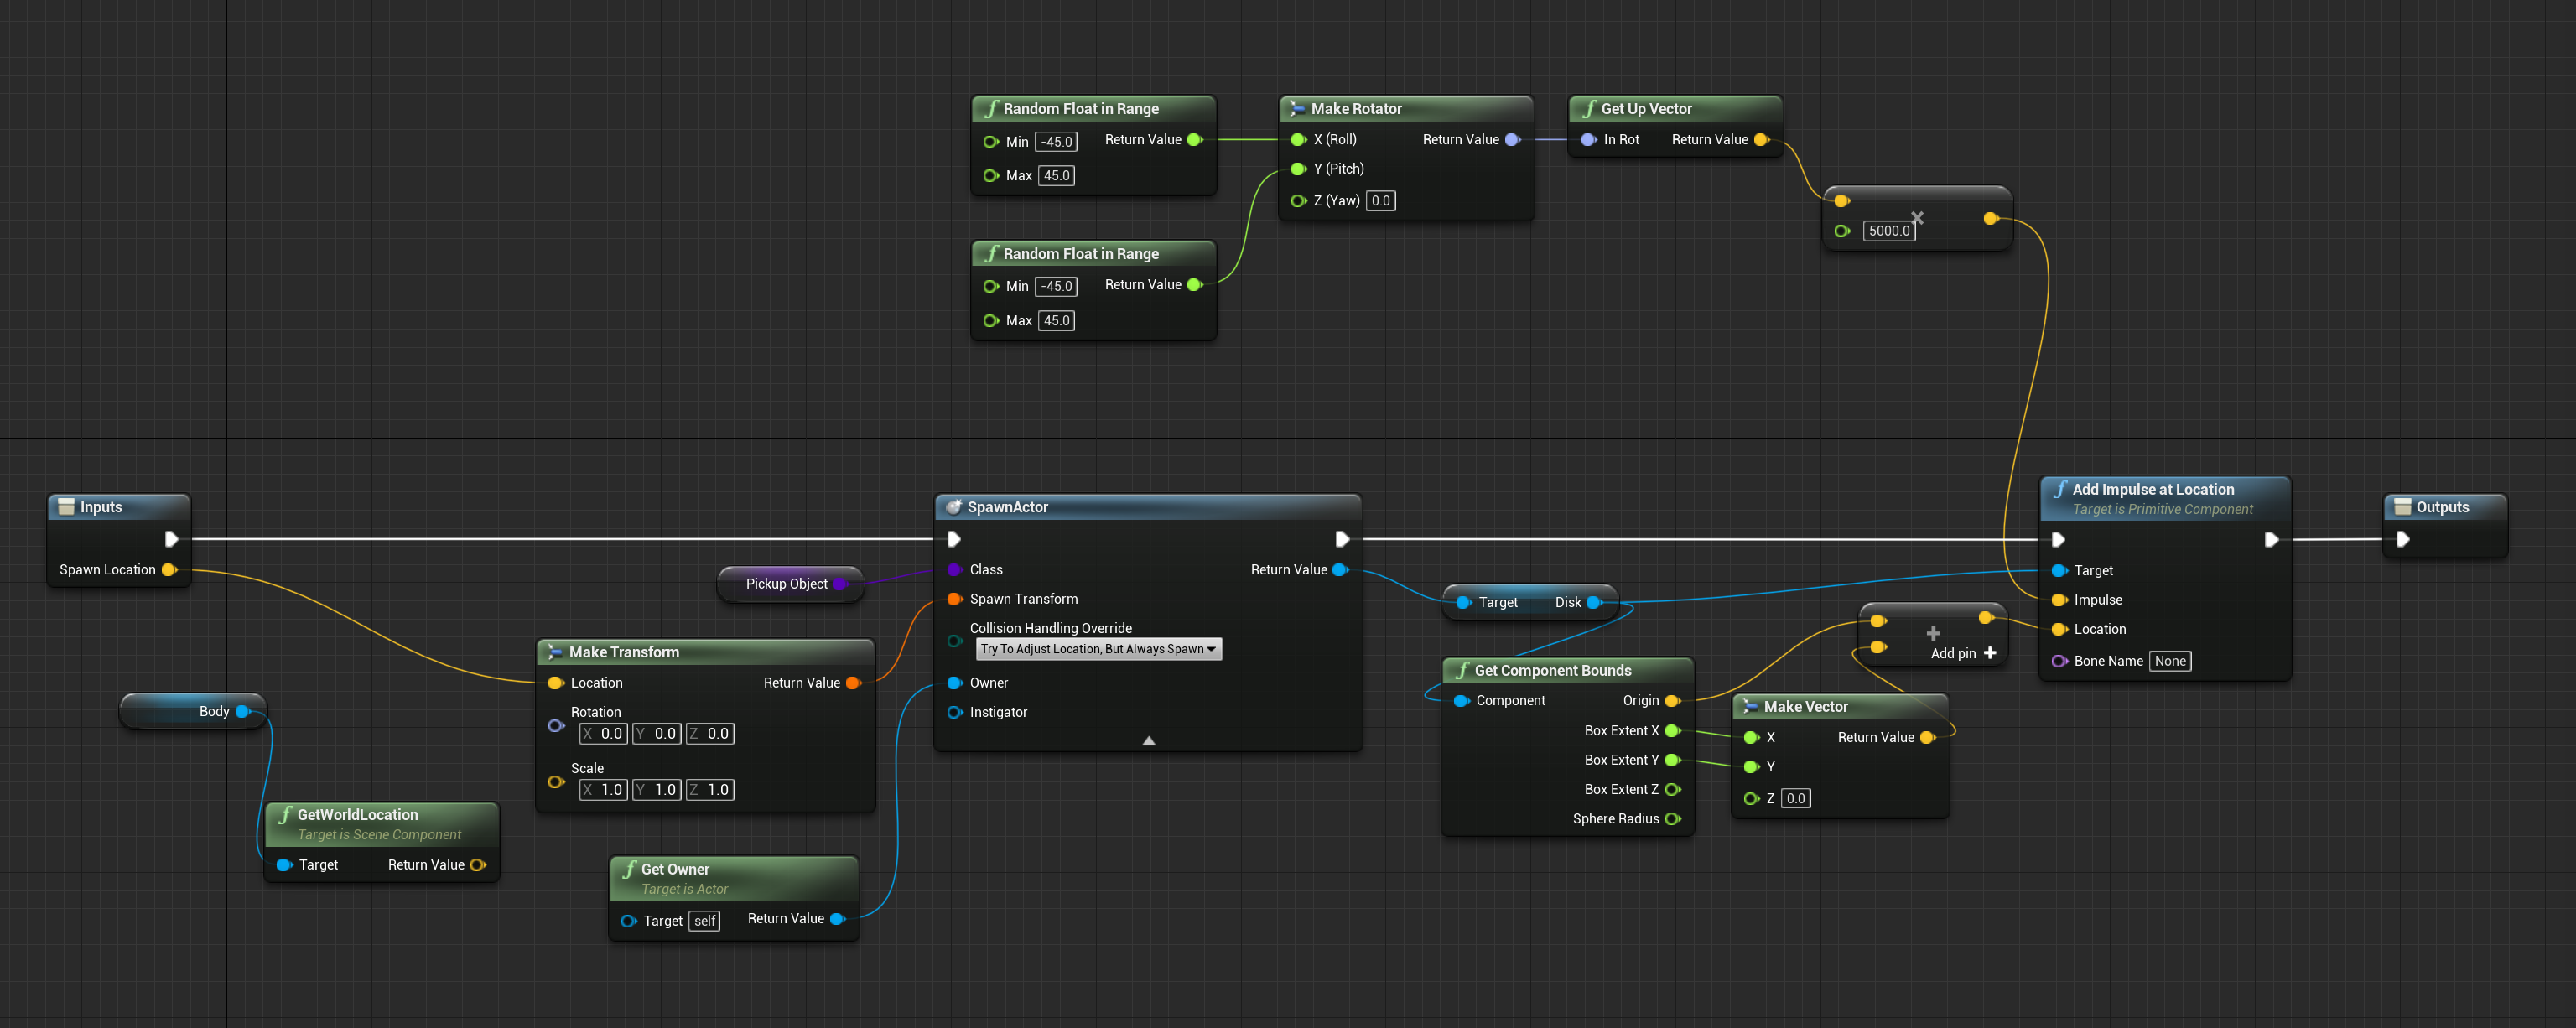 Random Float in Range
Min -45.0 Return Value
Max 45.0
Make Rotator
X (Roll) Return Value
Y (Pitch)
Z (Yaw) 0.0
Get Up Vector
In Rot Return Value
×
5000.0
Random Float in Range
Min -45.0 Return Value
Max 45.0
Inputs
Spawn Location
Body
GetWorldLocation
Target is Scene Component
Target Return Value
Make Transform
Location Return Value
Rotation
X 0.0 Y 0.0 Z 0.0
Scale
X 1.0 Y 1.0 Z 1.0
Get Owner
Target is Actor
Target self Return Value
Pickup Object
SpawnActor
Class Return Value
Spawn Transform
Collision Handling Override
Try To Adjust Location, But Always Spawn
Owner
Instigator
Target Disk
Get Component Bounds
Component Origin
Box Extent X
Box Extent Y
Box Extent Z
Sphere Radius
Make Vector
X Return Value
Y
Z 0.0
+
Add pin +
Add Impulse at Location
Target is Primitive Component
Target
Impulse
Location
Bone Name None
Outputs